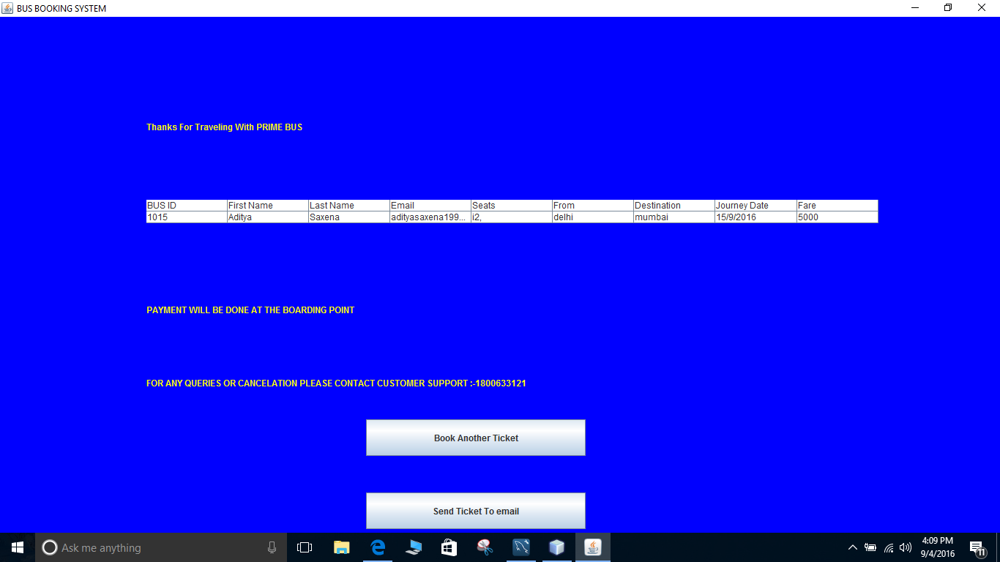 BUS BOOKING SYSTEM
Thanks For Traveling With PRIME BUS
BUS ID First Name Last Name Email Seats From Destination Journey Date Fare
1015 Aditya Saxena adityasaxena199... i2, delhi mumbai 15/9/2016 5000
PAYMENT WILL BE DONE AT THE BOARDING POINT
FOR ANY QUERIES OR CANCELATION PLEASE CONTACT CUSTOMER SUPPORT :-1800633121
Book Another Ticket
Send Ticket To email
Ask me anything
4:09 PM
9/4/2016
11